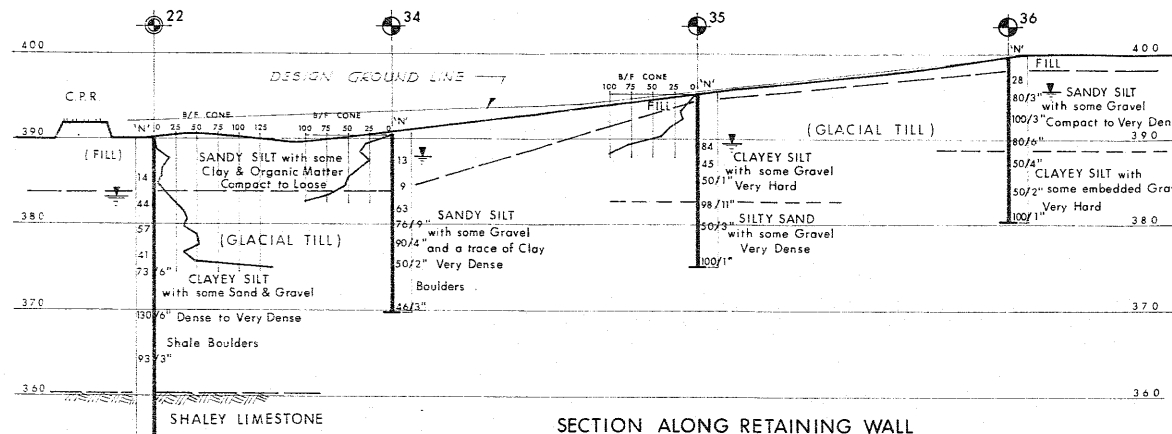 22
34
35
36
400
400
DESIGN GROUND LINE
C.P.R.
'N'
B/F CONE
0 25 50 75 100 125
B/F CONE
100 75 50 25 0
'N'
B/F CONE
100 75 50 25 0
'N'
'N'
FILL
FILL
390
390
(FILL)
SANDY SILT with some
Clay & Organic Matter
Compact to Loose
14
44
57
41
73/6"
130/6"
93/3"
(GLACIAL TILL)
CLAYEY SILT
with some Sand & Gravel
Dense to Very Dense
Shale Boulders
13
9
63
76/9"
90/4"
50/2"
46/3"
SANDY SILT
with some Gravel
and a trace of Clay
Very Dense
Boulders
84
45
50/1"
98/11"
50/3"
100/1"
CLAYEY SILT
with some Gravel
Very Hard
SILTY SAND
with some Gravel
Very Dense
(GLACIAL TILL)
28
80/3"
100/3"
80/6"
50/4"
50/2"
100/1"
SANDY SILT
with some Gravel
Compact to Very Den
CLAYEY SILT with
some embedded Gra
Very Hard
380
380
370
370
360
360
SHALEY LIMESTONE
SECTION ALONG RETAINING WALL